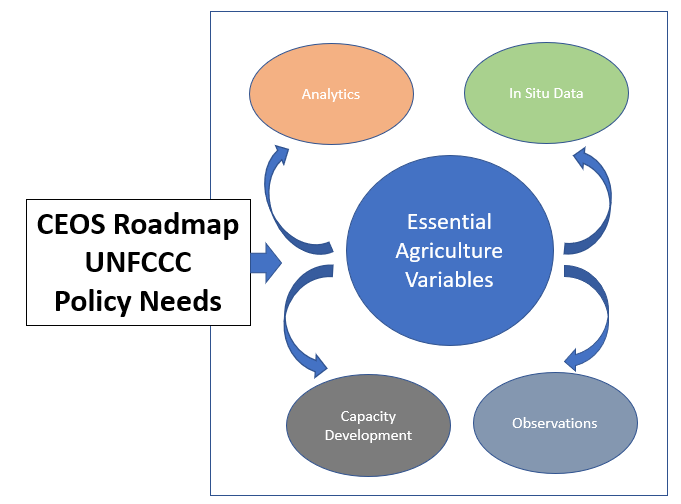 Analytics
In Situ Data
CEOS Roadmap
UNFCCC
Policy Needs
Essential
Agriculture
Variables
Capacity
Development
Observations